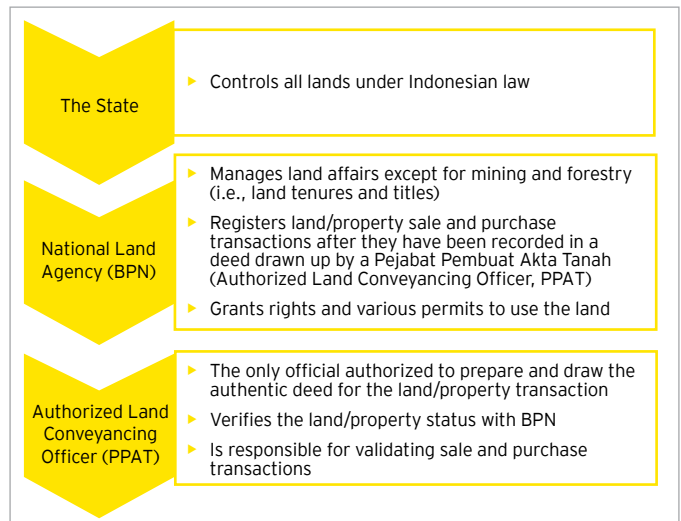 The State
Controls all lands under Indonesian law
National Land
Agency (BPN)
Manages land affairs except for mining and forestry
(i.e., land tenures and titles)
Registers land/property sale and purchase
transactions after they have been recorded in a
deed drawn up by a Pejabat Pembuat Akta Tanah
(Authorized Land Conveyancing Officer, PPAT)
Grants rights and various permits to use the land
Authorized Land
Conveyancing
Officer (PPAT)
The only official authorized to prepare and draw the
authentic deed for the land/property transaction
Verifies the land/property status with BPN
Is responsible for validating sale and purchase
transactions